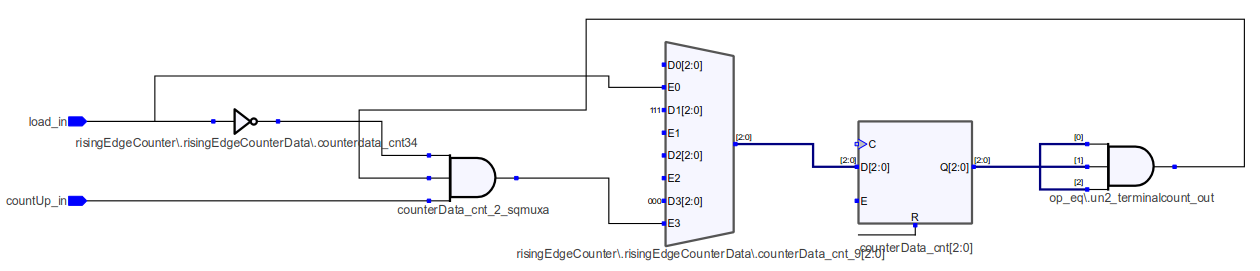 load_in
countUp_in
risingEdgeCounter\.risingEdgeCounterData\.counterdata_cnt34
counterData_cnt_2_sqmuxa
D0[2:0]
E0
111
D1[2:0]
E1
D2[2:0]
E2
000
D3[2:0]
E3
risingEdgeCounter\.risingEdgeCounterData\.counterData_cnt_9[2:0]
[2:0]
C
[2:0]
D[2:0]
Q[2:0]
[2:0]
E
R
counterData_cnt[2:0]
[0]
[1]
[2]
op_eq\.un2_terminalcount_out